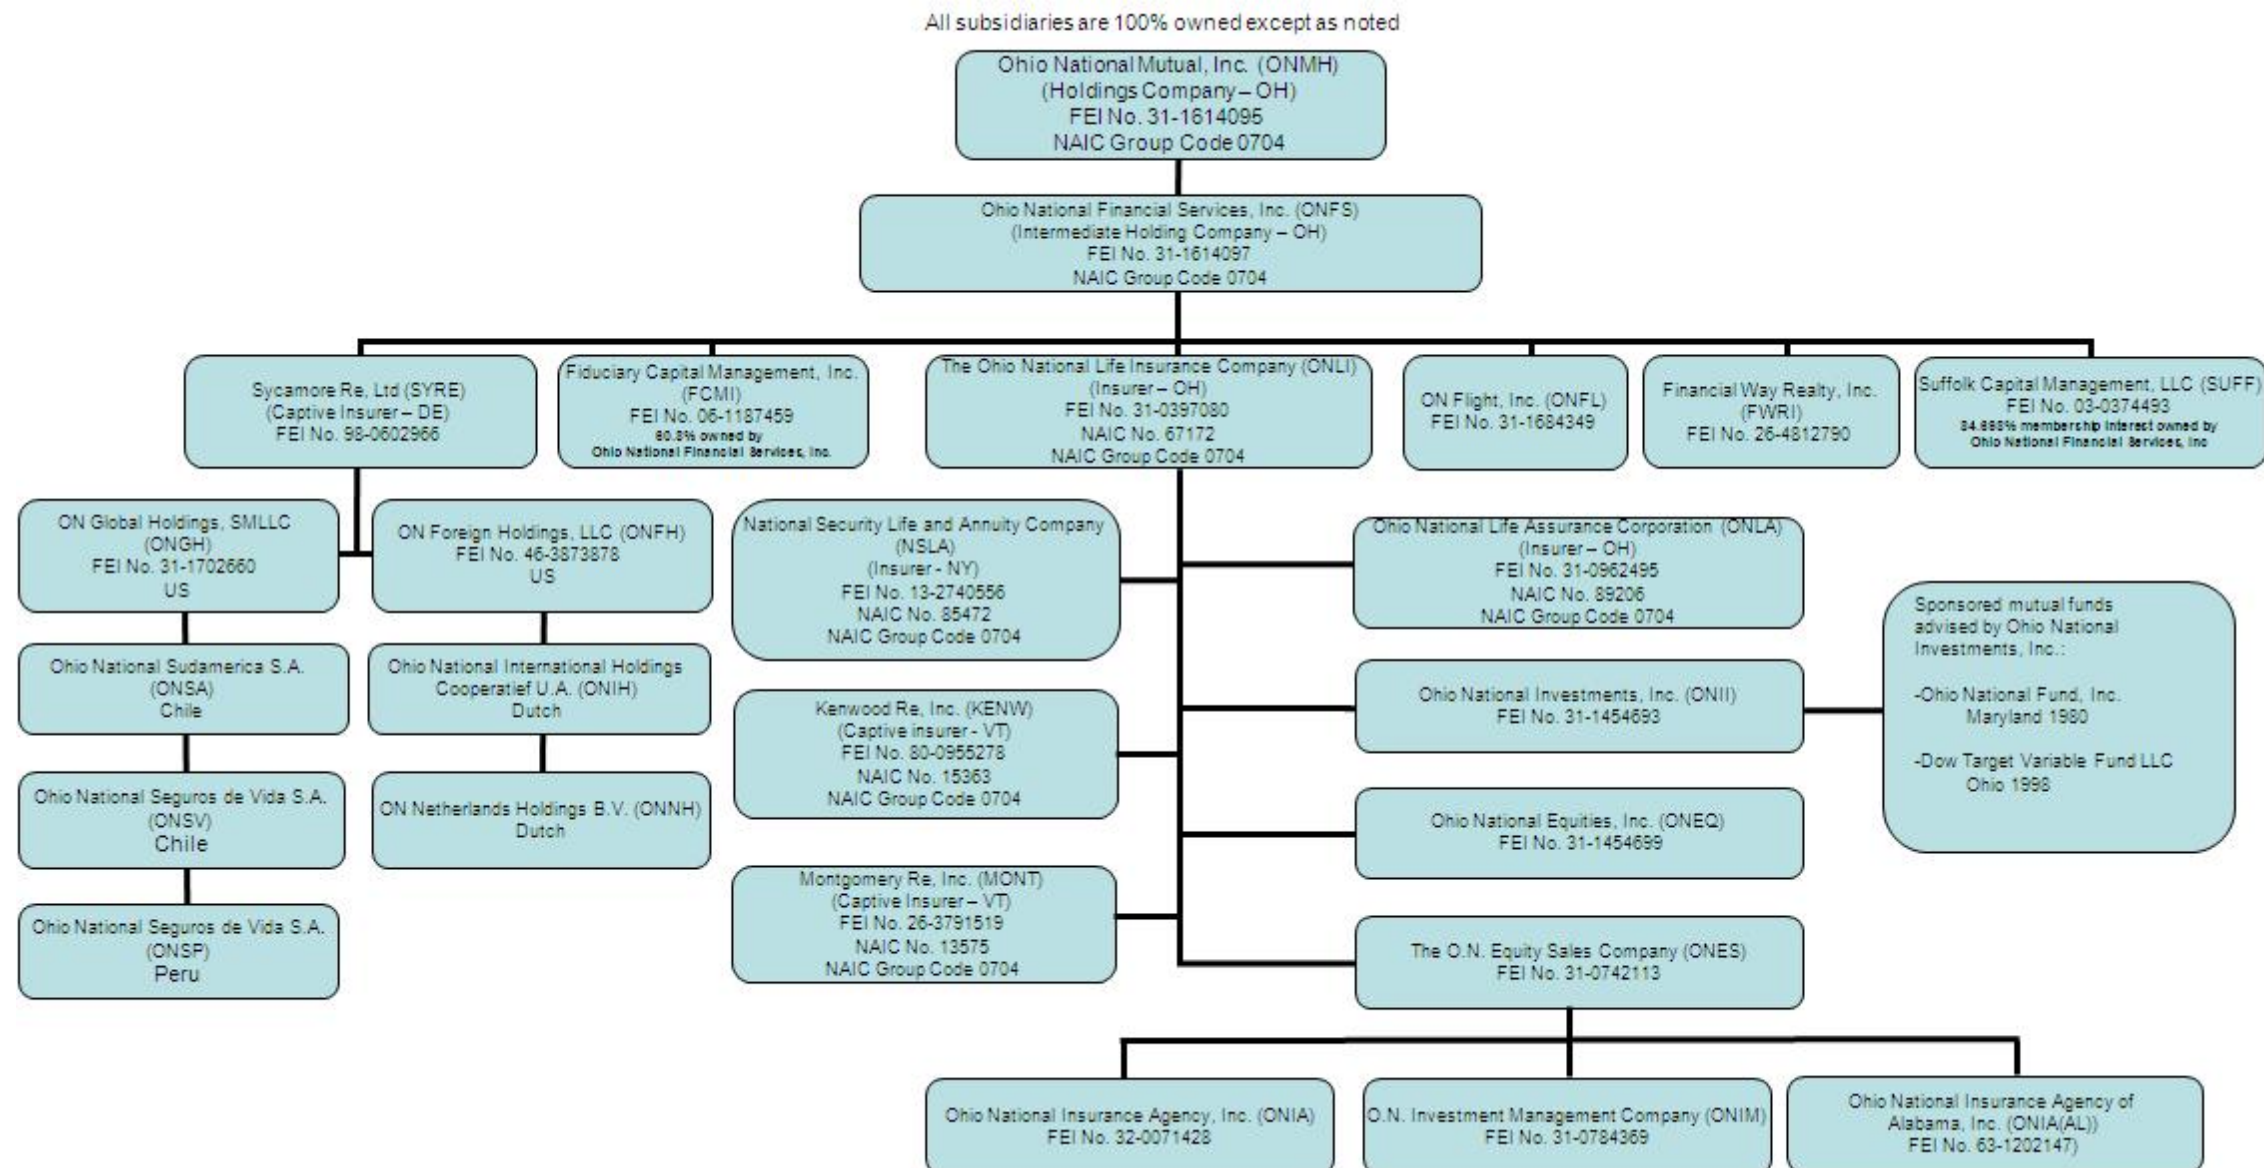 All subsidiaries are 100% owned except as noted
Ohio National Mutual, Inc. (ONMH)
(Holdings Company – OH)
FEI No. 31-1614095
NAIC Group Code 0704
Ohio National Financial Services, Inc. (ONFS)
(Intermediate Holding Company – OH)
FEI No. 31-1614097
NAIC Group Code 0704
Sycamore Re, Ltd (SYRE)
(Captive Insurer – DE)
FEI No. 98-0602966
Fiduciary Capital Management, Inc.
(FCMI)
FEI No. 06-1187459
owned by
Ohio National Financial Services, Inc.
The Ohio National Life Insurance Company (ONLI)
(Insurer – OH)
FEI No. 31-0397080
NAIC No. 67172
NAIC Group Code 0704
ON Flight, Inc. (ONFL)
FEI No. 31-1684349
Financial Way Realty, Inc.
(FWRI)
FEI No. 26-4812790
Suffolk Capital Management, LLC (SUFF)
FEI No. 03-0374493
membership interest owned by
Ohio National Financial Services, Inc
ON Global Holdings, SMLLC
(ONGH)
FEI No. 31-1702660
US
ON Foreign Holdings, LLC (ONFH)
FEI No. 46-3873878
US
National Security Life and Annuity Company
(NSLA)
(Insurer - NY)
FEI No. 13-2740556
NAIC No. 85472
NAIC Group Code 0704
Ohio National Life Assurance Corporation (ONLA)
(Insurer – OH)
FEI No. 31-0962495
NAIC No. 89206
NAIC Group Code 0704
Sponsored mutual funds
advised by Ohio National
Investments, Inc.:
-Ohio National Fund, Inc.
Maryland 1980
-Dow Target Variable Fund LLC
Ohio 1998
Ohio National Sudamerica S.A.
(ONSA)
Chile
Ohio National International Holdings
Cooperatief U.A. (ONIH)
Dutch
Kenwood Re, Inc. (KENW)
(Captive insurer - VT)
FEI No. 80-0955278
NAIC No. 15363
NAIC Group Code 0704
Ohio National Investments, Inc. (ONII)
FEI No. 31-1454693
Ohio National Seguros de Vida S.A.
(ONSV)
Chile
ON Netherlands Holdings B.V. (ONNH)
Dutch
Ohio National Equities, Inc. (ONEQ)
FEI No. 31-1454699
Montgomery Re, Inc. (MONT)
(Captive Insurer – VT)
FEI No. 26-3791519
NAIC No. 13575
NAIC Group Code 0704
Ohio National Seguros de Vida S.A.
(ONSP)
Peru
The O.N. Equity Sales Company (ONES)
FEI No. 31-0742113
Ohio National Insurance Agency, Inc. (ONIA)
FEI No. 32-0071428
O.N. Investment Management Company (ONIM)
FEI No. 31-0784369
Ohio National Insurance Agency of
Alabama, Inc. (ONIA(AL))
FEI No. 63-1202147)